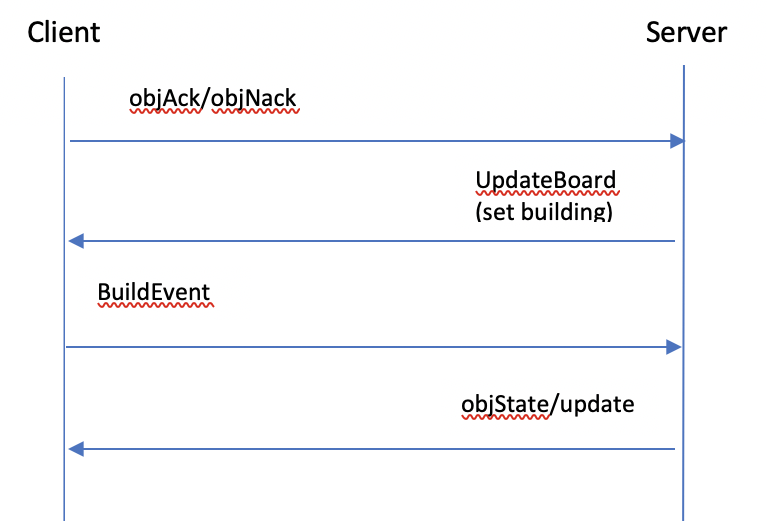 Client
Server
objAck/objNack
UpdateBoard
(set building)
BuildEvent
objState/update